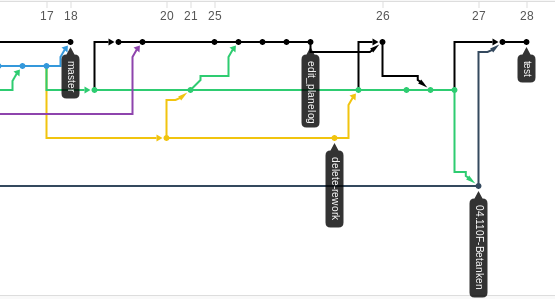 17 18 20 21 25 26 27 28
master
edit_planelog
test
delete-rework
04.110F-Betanken